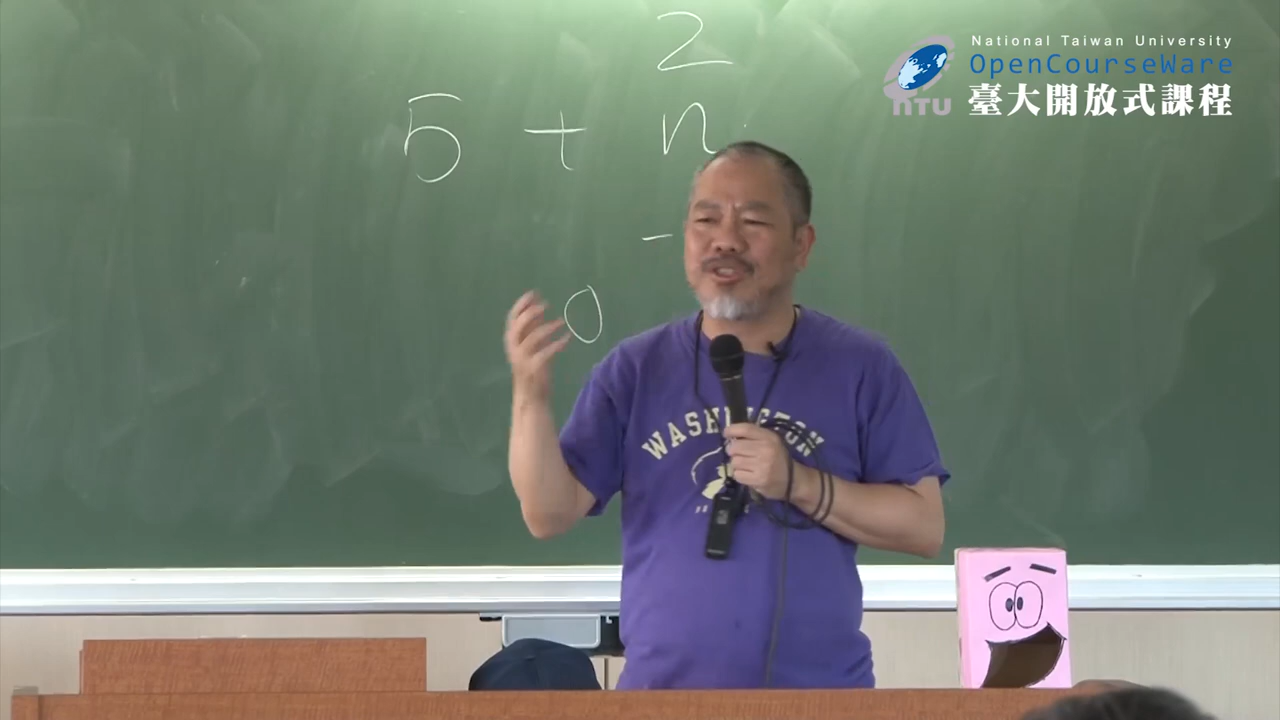 National Taiwan University
OpenCourseWare
臺大開放式課程
NTU
2
5 + n
-
0
WASHINGTON